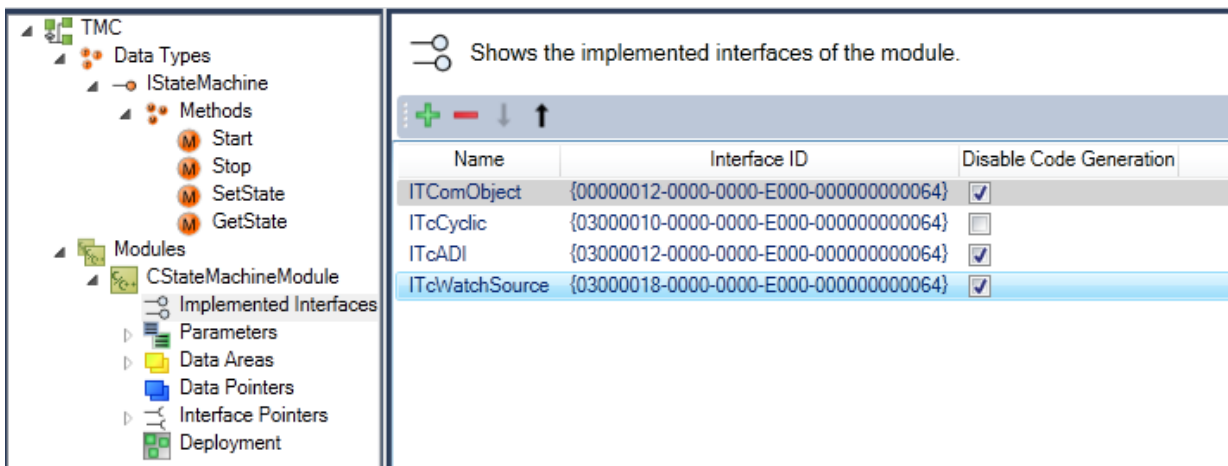 TMC
Data Types
IStateMachine
Methods
M Start
M Stop
M SetState
M GetState
Modules
C++ CStateMachineModule
Implemented Interfaces
Parameters
Data Areas
Data Pointers
Interface Pointers
Deployment
Shows the implemented interfaces of the module.
Name Interface ID Disable Code Generation
ITComObject {00000012-0000-0000-E000-000000000064}
ITcCyclic {03000010-0000-0000-E000-000000000064}
ITcADI {03000012-0000-0000-E000-000000000064}
ITcWatchSource {03000018-0000-0000-E000-000000000064}